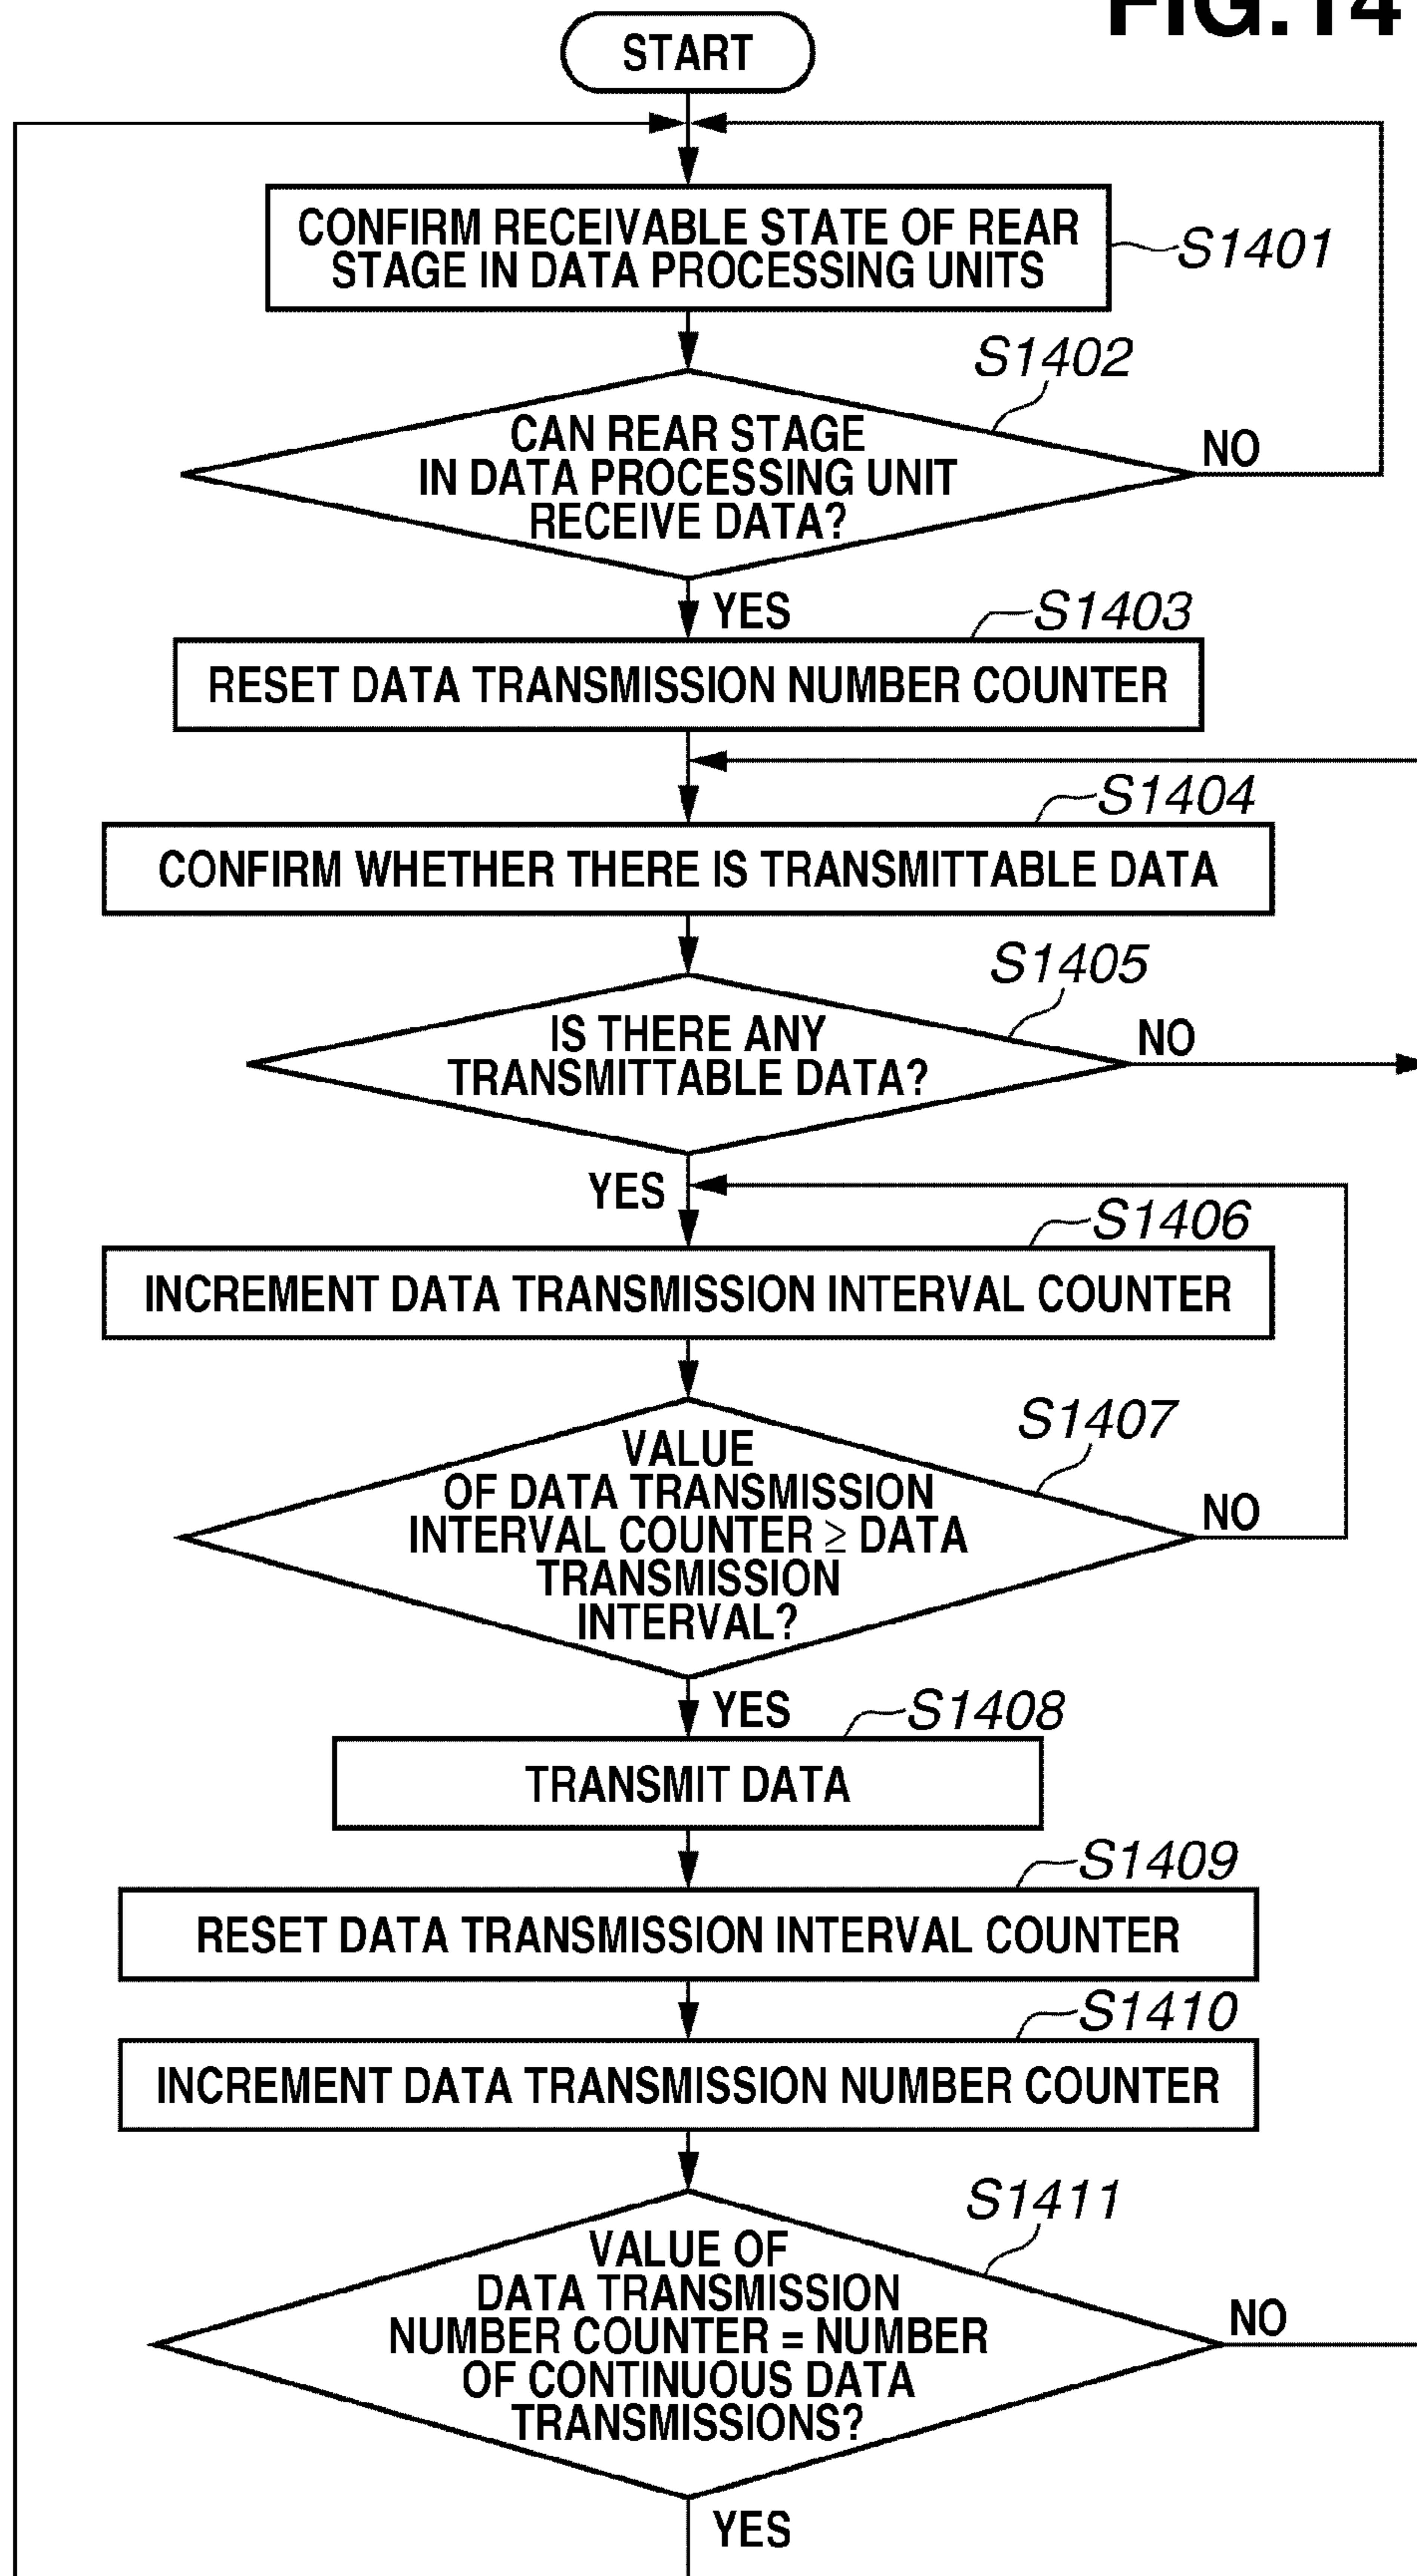 FIG.14
START
CONFIRM RECEIVABLE STATE OF REAR
STAGE IN DATA PROCESSING UNITS
S1401
S1402
CAN REAR STAGE
IN DATA PROCESSING UNIT
RECEIVE DATA?
NO
YES
S1403
RESET DATA TRANSMISSION NUMBER COUNTER
S1404
CONFIRM WHETHER THERE IS TRANSMITTABLE DATA
S1405
IS THERE ANY
TRANSMITTABLE DATA?
NO
YES
S1406
INCREMENT DATA TRANSMISSION INTERVAL COUNTER
S1407
VALUE
OF DATA TRANSMISSION
INTERVAL COUNTER ≥ DATA
TRANSMISSION
INTERVAL?
NO
YES
S1408
TRANSMIT DATA
S1409
RESET DATA TRANSMISSION INTERVAL COUNTER
S1410
INCREMENT DATA TRANSMISSION NUMBER COUNTER
S1411
VALUE OF
DATA TRANSMISSION
NUMBER COUNTER = NUMBER
OF CONTINUOUS DATA
TRANSMISSIONS?
NO
YES